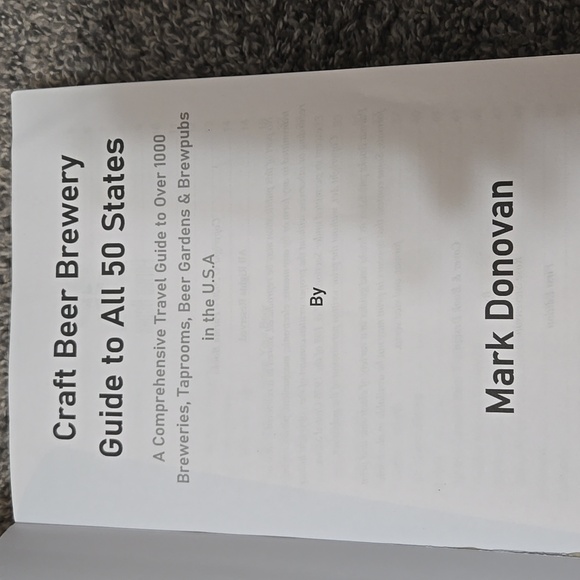 Craft Beer Brewery
Guide to All 50 States
A Comprehensive Travel Guide to Over 1000
Breweries, Taprooms, Beer Gardens & Brewpubs
in the U.S.A
By
Mark Donovan